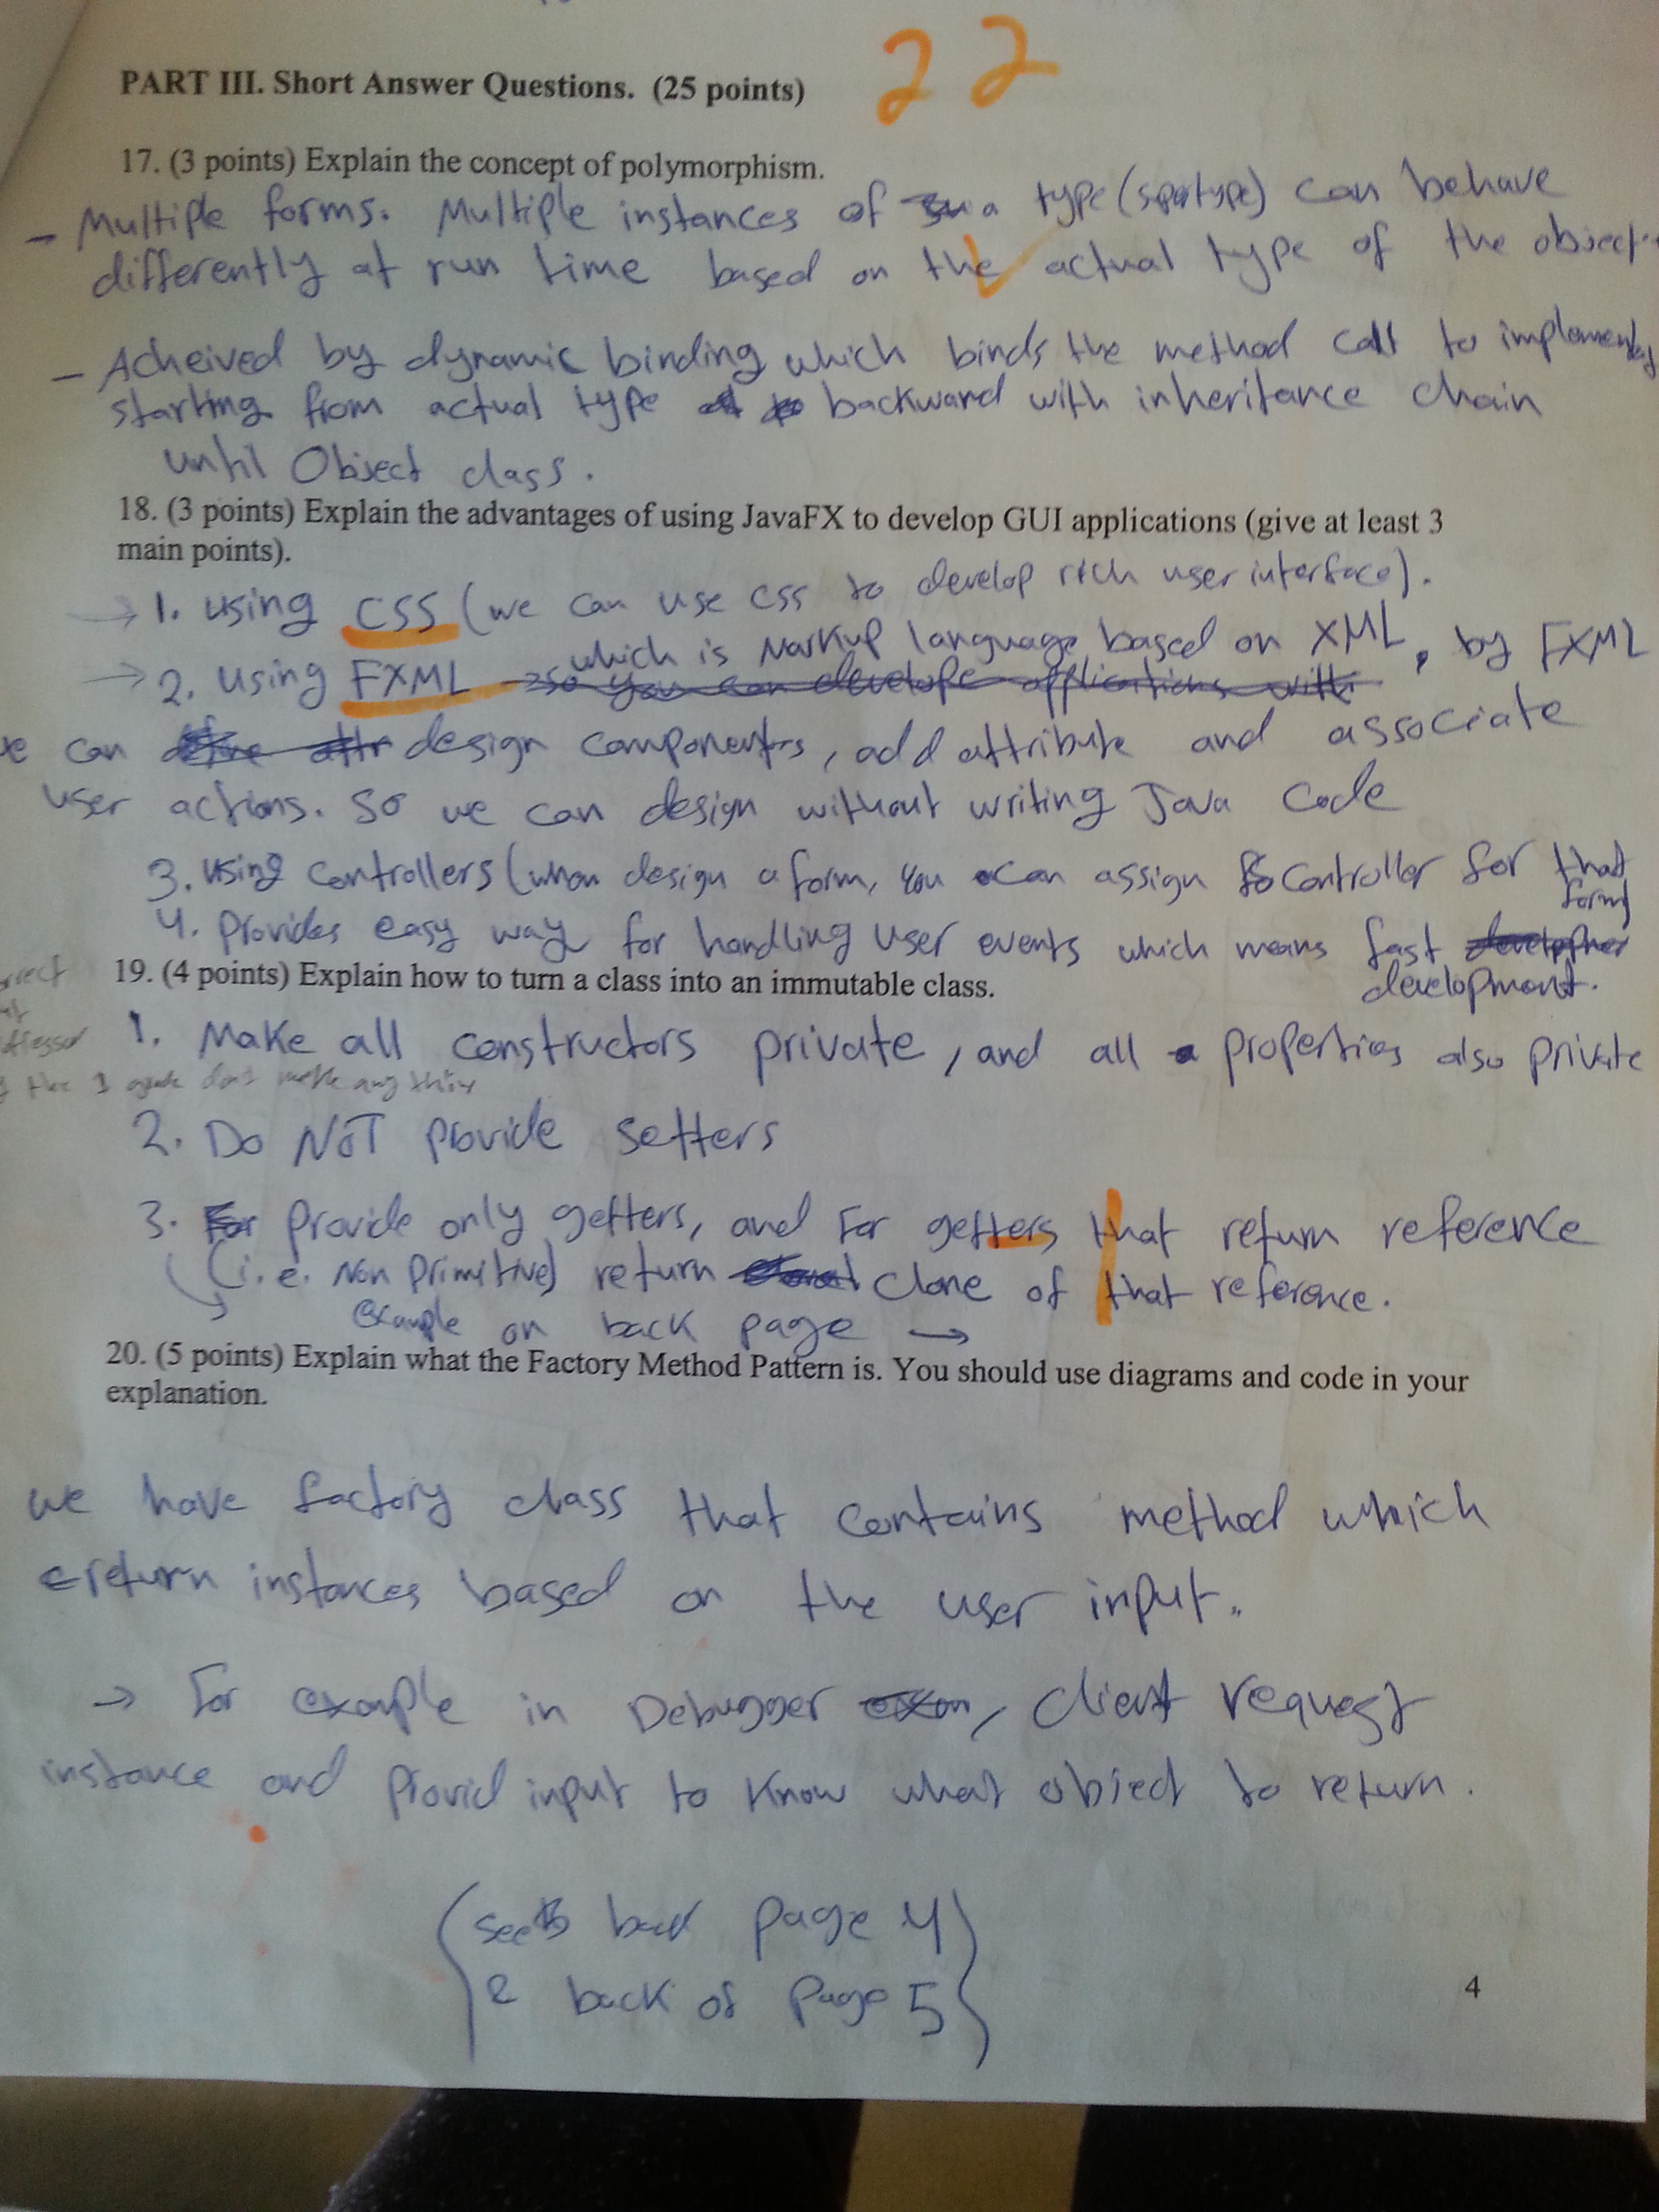 22
PART III. Short Answer Questions. (25 points)
17. (3 points) Explain the concept of polymorphism.
- Multiple forms. Multiple instances of a type (supertype) can behave
differently at run time based on the actual type of the object.
- Acheived by dynamic binding which binds the method call to
starting from actual type backward with inheritance chain
until Object class.
18. (3 points) Explain the advantages of using JavaFX to develop GUI applications (give at least 3
main points).
→ 1. Using CSS (we can use css to develop rich user interface).
→ 2. Using FXML which is Markup language based on XML, by FXML
so you can develope applications with
can design components, add attribute and associate
user actions. So we can design without writing Java Code
3. Using Controllers (when design a form, you can assign Controller for that
form)
4. Provides easy way for handling user events which means fast
development.
19. (4 points) Explain how to turn a class into an immutable class.
1. Make all constructors private, and all properties also private
2. Do NOT provide setters
3. For Provide only getters, and for getters that return reference
(i.e. Non Primitive) return clone of that reference.
example on back page →
20. (5 points) Explain what the Factory Method Pattern is. You should use diagrams and code in your
explanation.
we have factory class that contains method which
return instances based on the user input.
→ For example in Debugger, Client request
instance and Provid input to Know what object to return.
back page 4
& back of Page 5
4